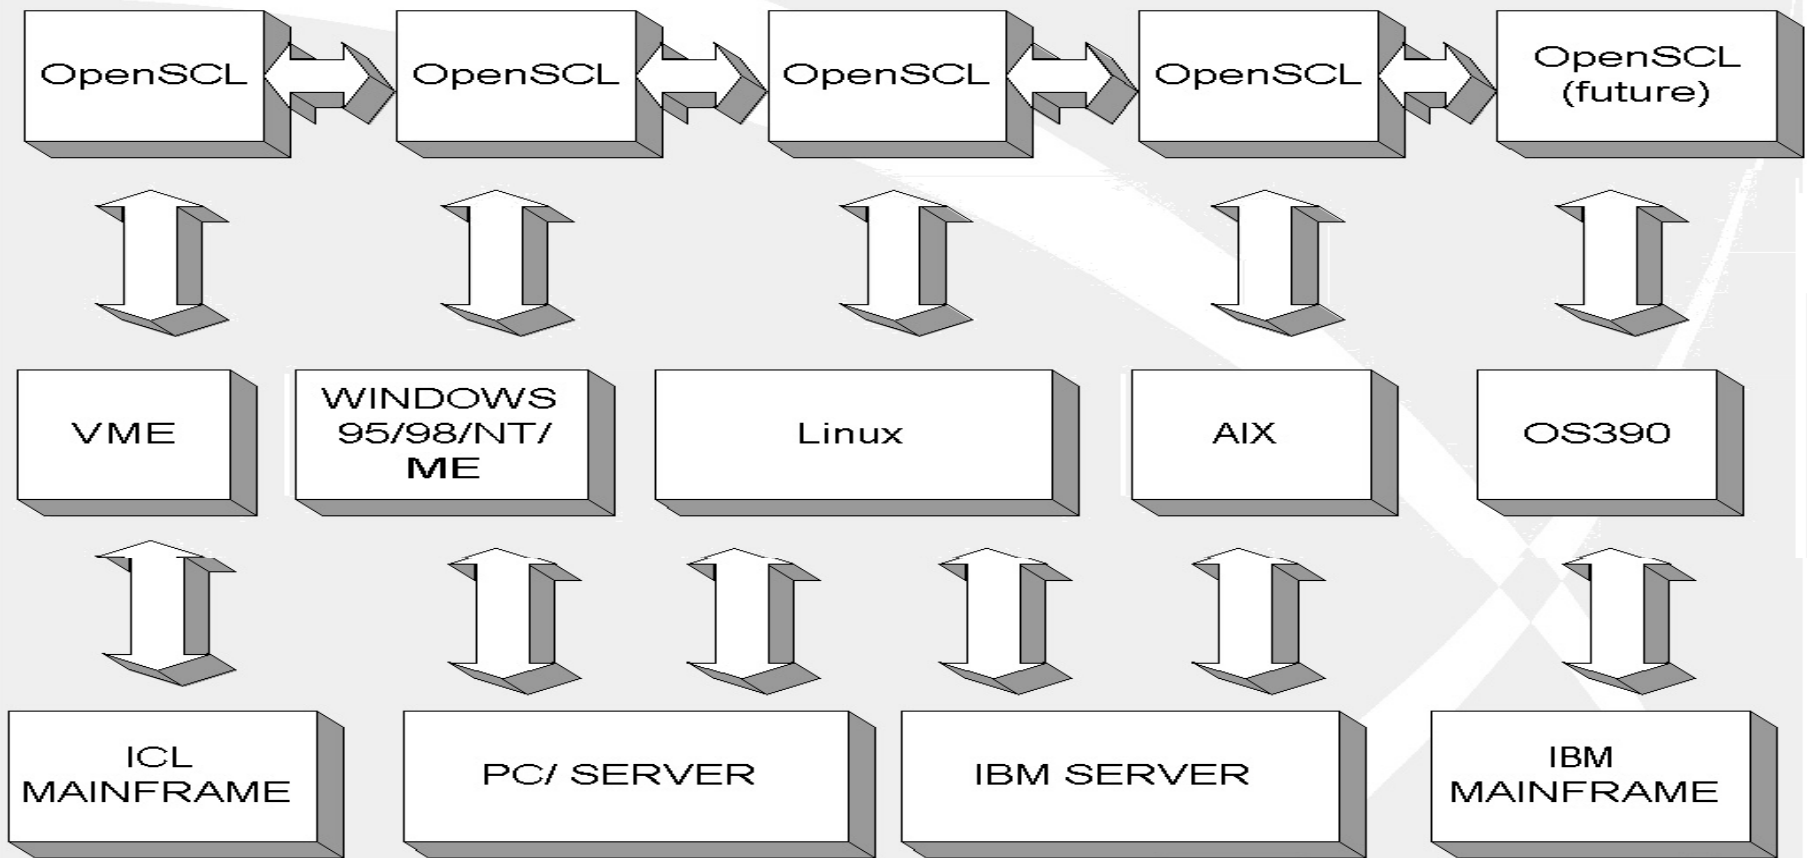 OpenSCL
OpenSCL
OpenSCL
OpenSCL
OpenSCL
(future)
VME
WINDOWS
95/98/NT/
ME
Linux
AIX
OS390
ICL
MAINFRAME
PC/ SERVER
IBM SERVER
IBM
MAINFRAME